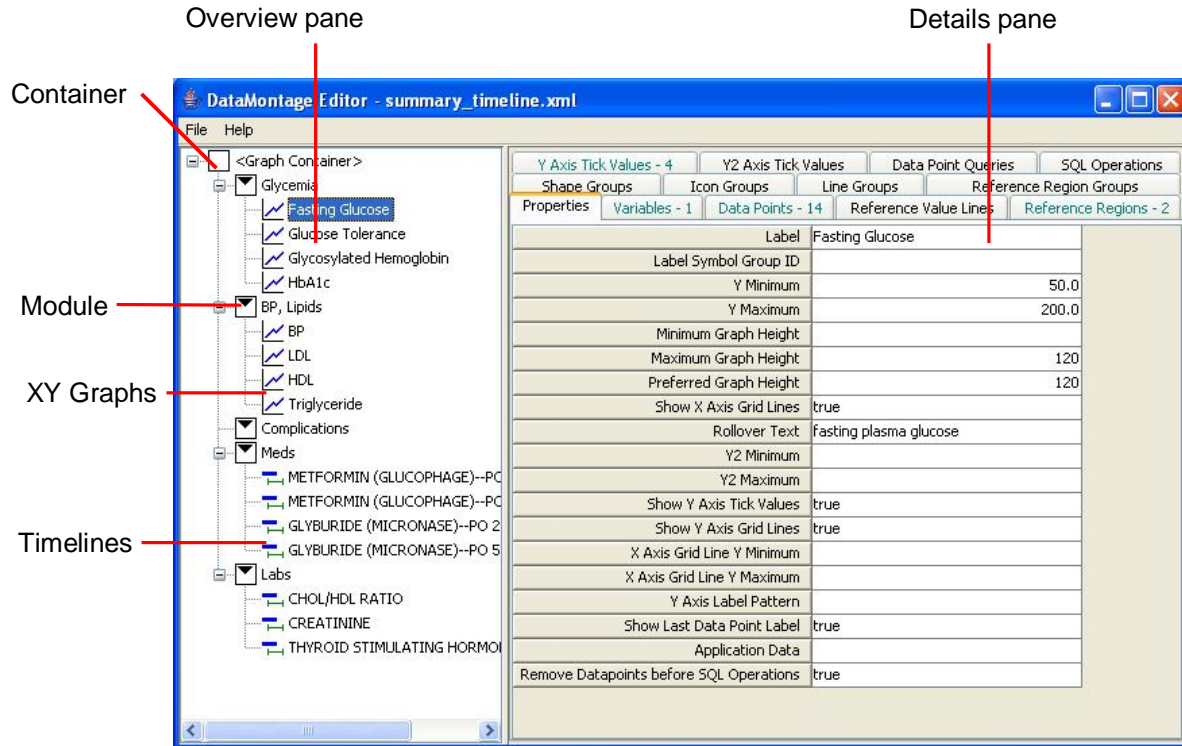 Overview pane
Details pane
Container
DataMontage Editor - summary_timeline.xml
File Help
<Graph Container>
Glycemia
Fasting Glucose
Glucose Tolerance
Glycosylated Hemoglobin
HbA1c
Module
BP, Lipids
BP
LDL
HDL
XY Graphs
Triglyceride
Complications
Meds
METFORMIN (GLUCOPHAGE)--PO
METFORMIN (GLUCOPHAGE)--PO
GLYBURIDE (MICRONASE)--PO 2
Timelines
GLYBURIDE (MICRONASE)--PO 5
Labs
CHOL/HDL RATIO
CREATININE
THYROID STIMULATING HORMO
Y Axis Tick Values - 4 Y2 Axis Tick Values Data Point Queries SQL Operations
Shape Groups Icon Groups Line Groups Reference Region Groups
Properties Variables - 1 Data Points - 14 Reference Value Lines Reference Regions - 2
Label Fasting Glucose
Label Symbol Group ID
Y Minimum 50.0
Y Maximum 200.0
Minimum Graph Height
Maximum Graph Height 120
Preferred Graph Height 120
Show X Axis Grid Lines true
Rollover Text fasting plasma glucose
Y2 Minimum
Y2 Maximum
Show Y Axis Tick Values true
Show Y Axis Grid Lines true
X Axis Grid Line Y Minimum
X Axis Grid Line Y Maximum
Y Axis Label Pattern
Show Last Data Point Label true
Application Data
Remove Datapoints before SQL Operations true